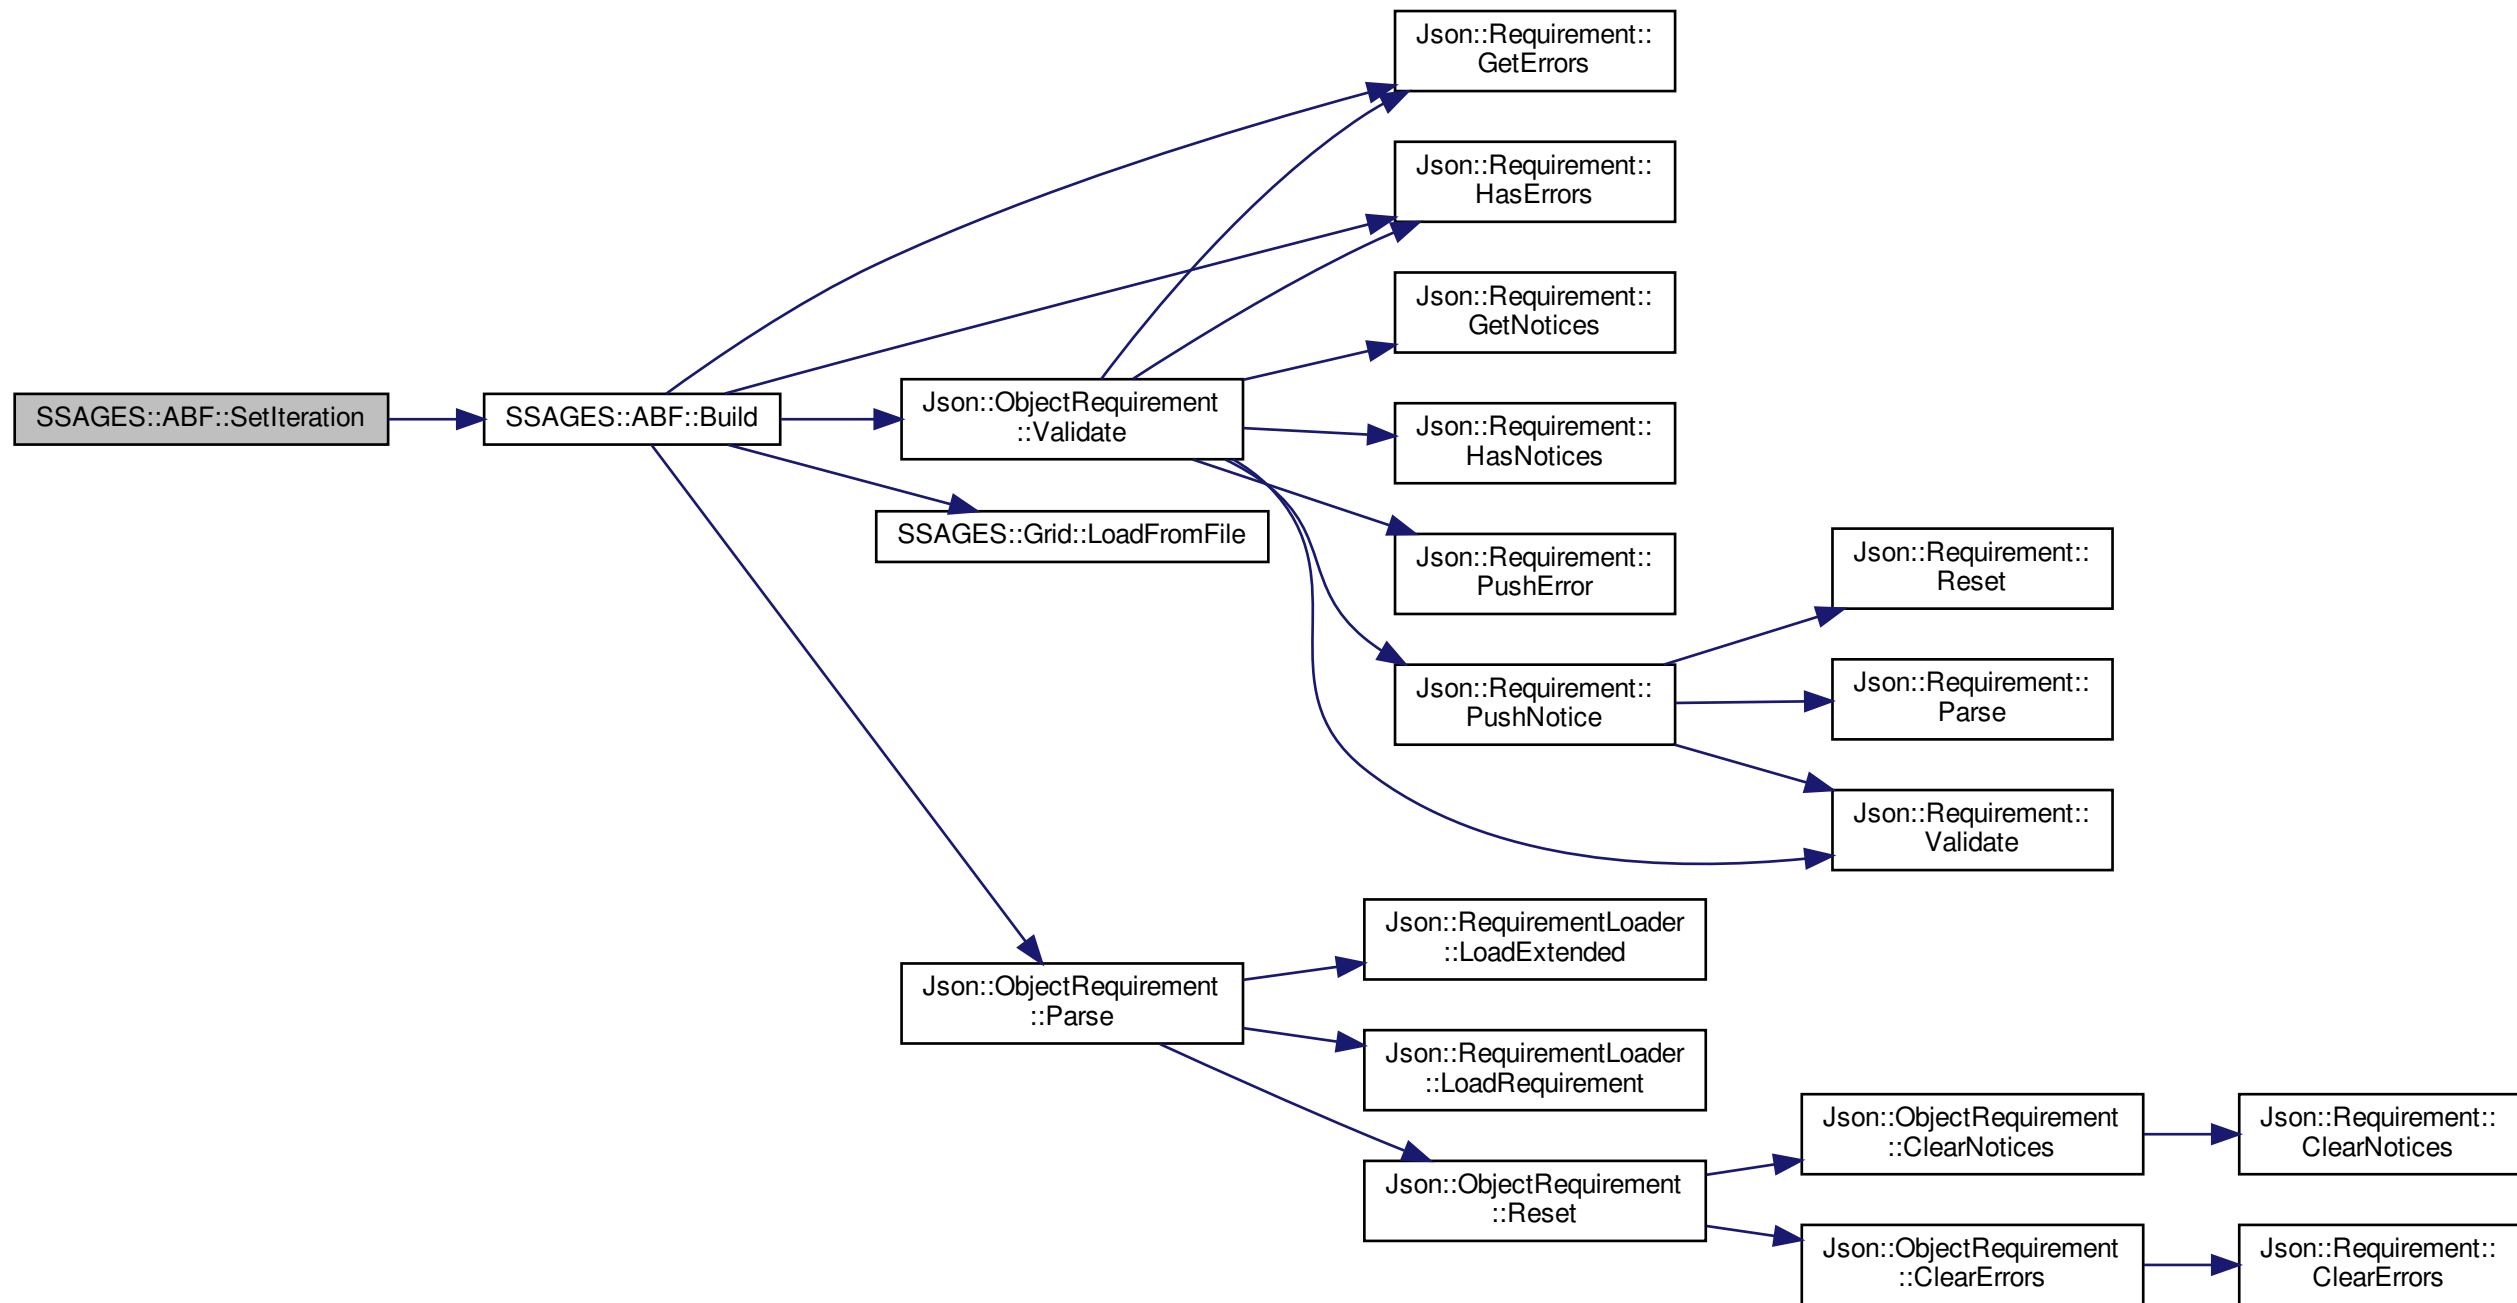 Json::Requirement::
GetErrors
Json::Requirement::
HasErrors
Json::Requirement::
GetNotices
SSAGES::ABF::SetIteration
SSAGES::ABF::Build
Json::ObjectRequirement
::Validate
Json::Requirement::
HasNotices
SSAGES::Grid::LoadFromFile
Json::Requirement::
PushError
Json::Requirement::
Reset
Json::Requirement::
PushNotice
Json::Requirement::
Parse
Json::Requirement::
Validate
Json::RequirementLoader
::LoadExtended
Json::ObjectRequirement
::Parse
Json::RequirementLoader
::LoadRequirement
Json::ObjectRequirement
::Reset
Json::ObjectRequirement
::ClearNotices
Json::Requirement::
ClearNotices
Json::ObjectRequirement
::ClearErrors
Json::Requirement::
ClearErrors